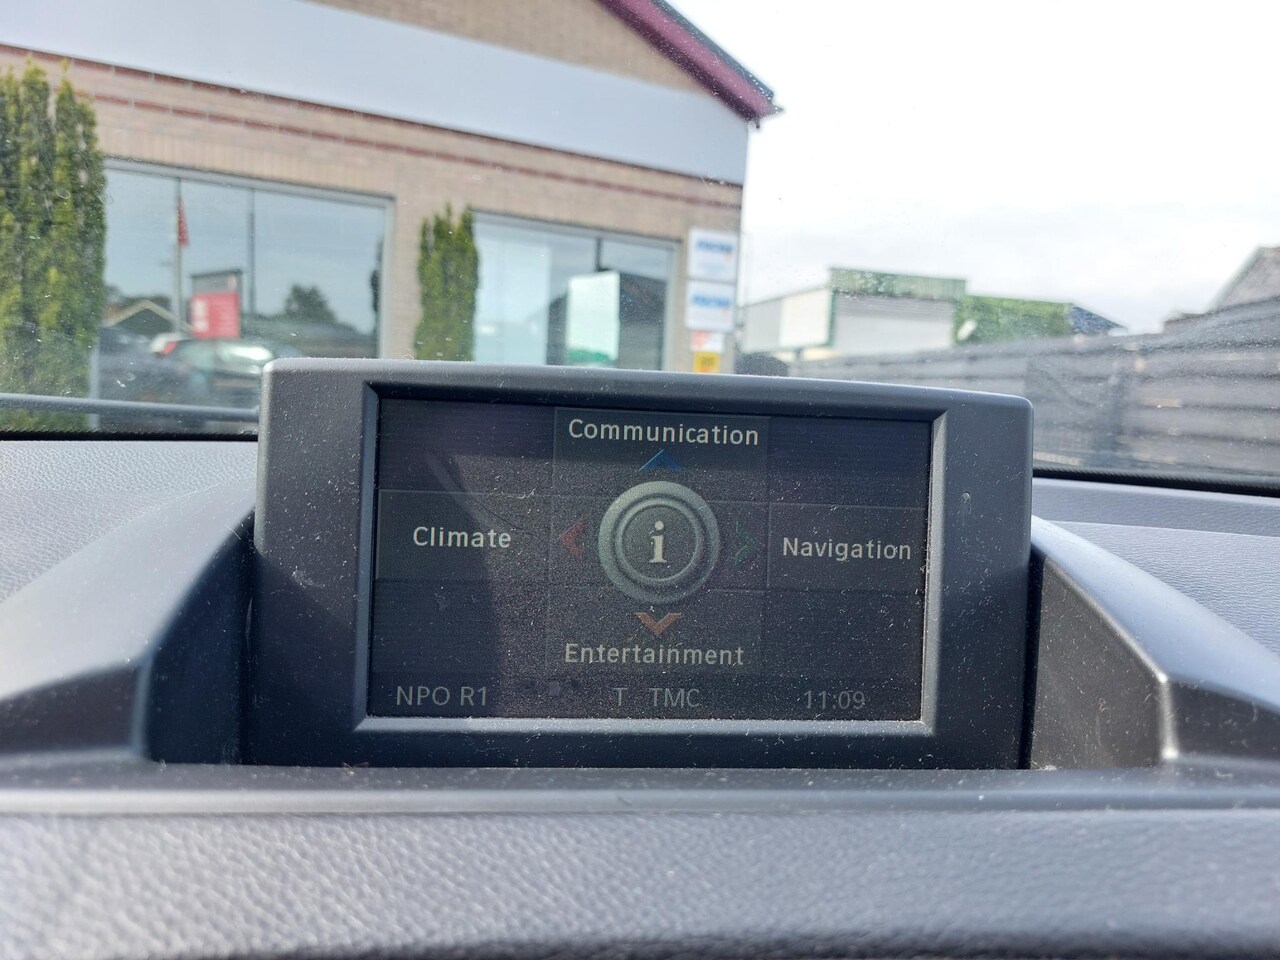 Communication
Climate
i
Navigation
Entertainment
NPO R1 T TMC 11:09